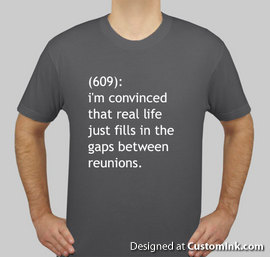 (609):
i'm convinced
that real life
just fills in the
gaps between
reunions.
Designed at CustomInk.com